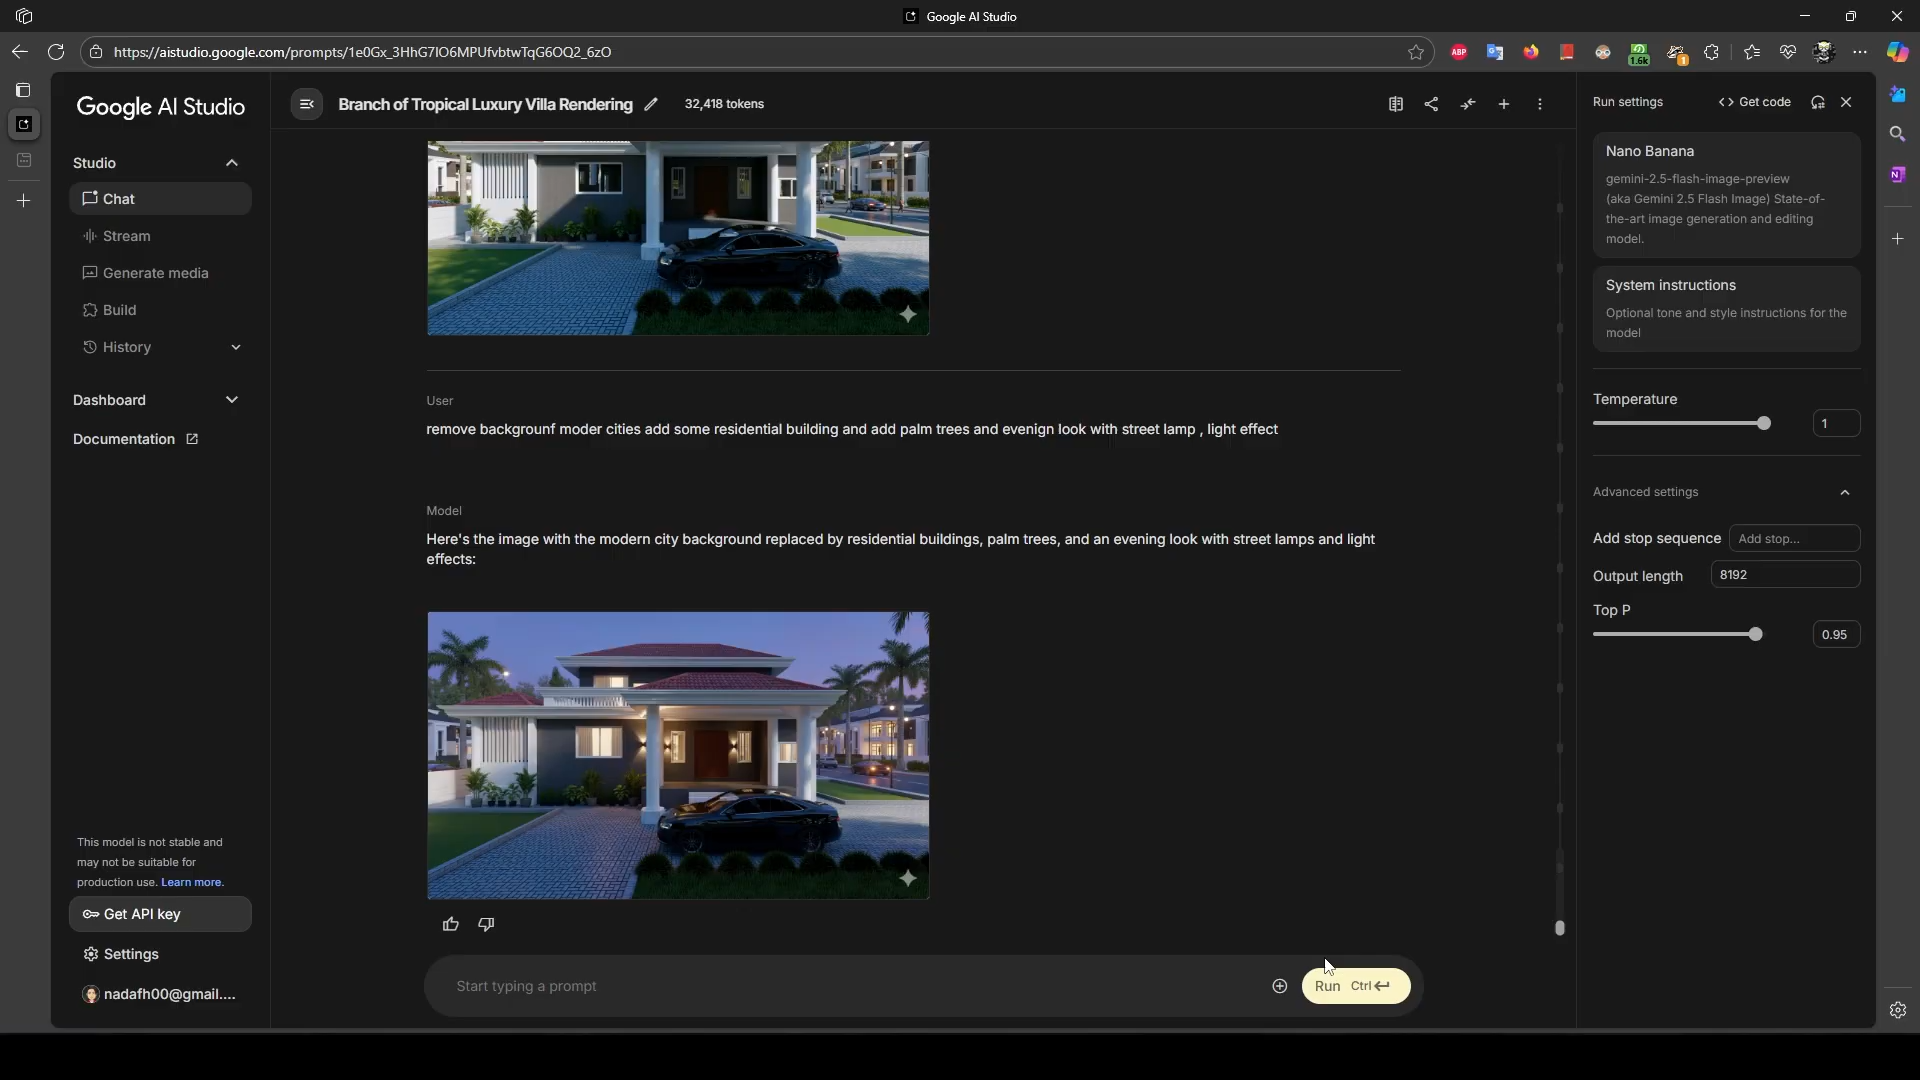 Google AI Studio
https://aistudio.google.com/prompts/1e0Gx_3HhG7IO6MPUfvbtwTqG6OQ2_6zO
ABP
1.6k
1
Google AI Studio
Branch of Tropical Luxury Villa Rendering
32,418 tokens
Run settings
Get code
Studio
Chat
Stream
Generate media
Build
History
Dashboard
Documentation
Nano Banana
gemini-2.5-flash-image-preview
(aka Gemini 2.5 Flash Image) State-of-
the-art image generation and editing
model.
System instructions
Optional tone and style instructions for the
model
Temperature
1
Advanced settings
Add stop sequence
Add stop...
Output length
8192
Top P
0.95
User
remove backgrounf moder cities add some residential building and add palm trees and evenign look with street lamp , light effect
Model
Here's the image with the modern city background replaced by residential buildings, palm trees, and an evening look with street lamps and light
effects:
This model is not stable and
may not be suitable for
production use. Learn more.
Get API key
Settings
nadafh00@gmail....
Start typing a prompt
Run Ctrl